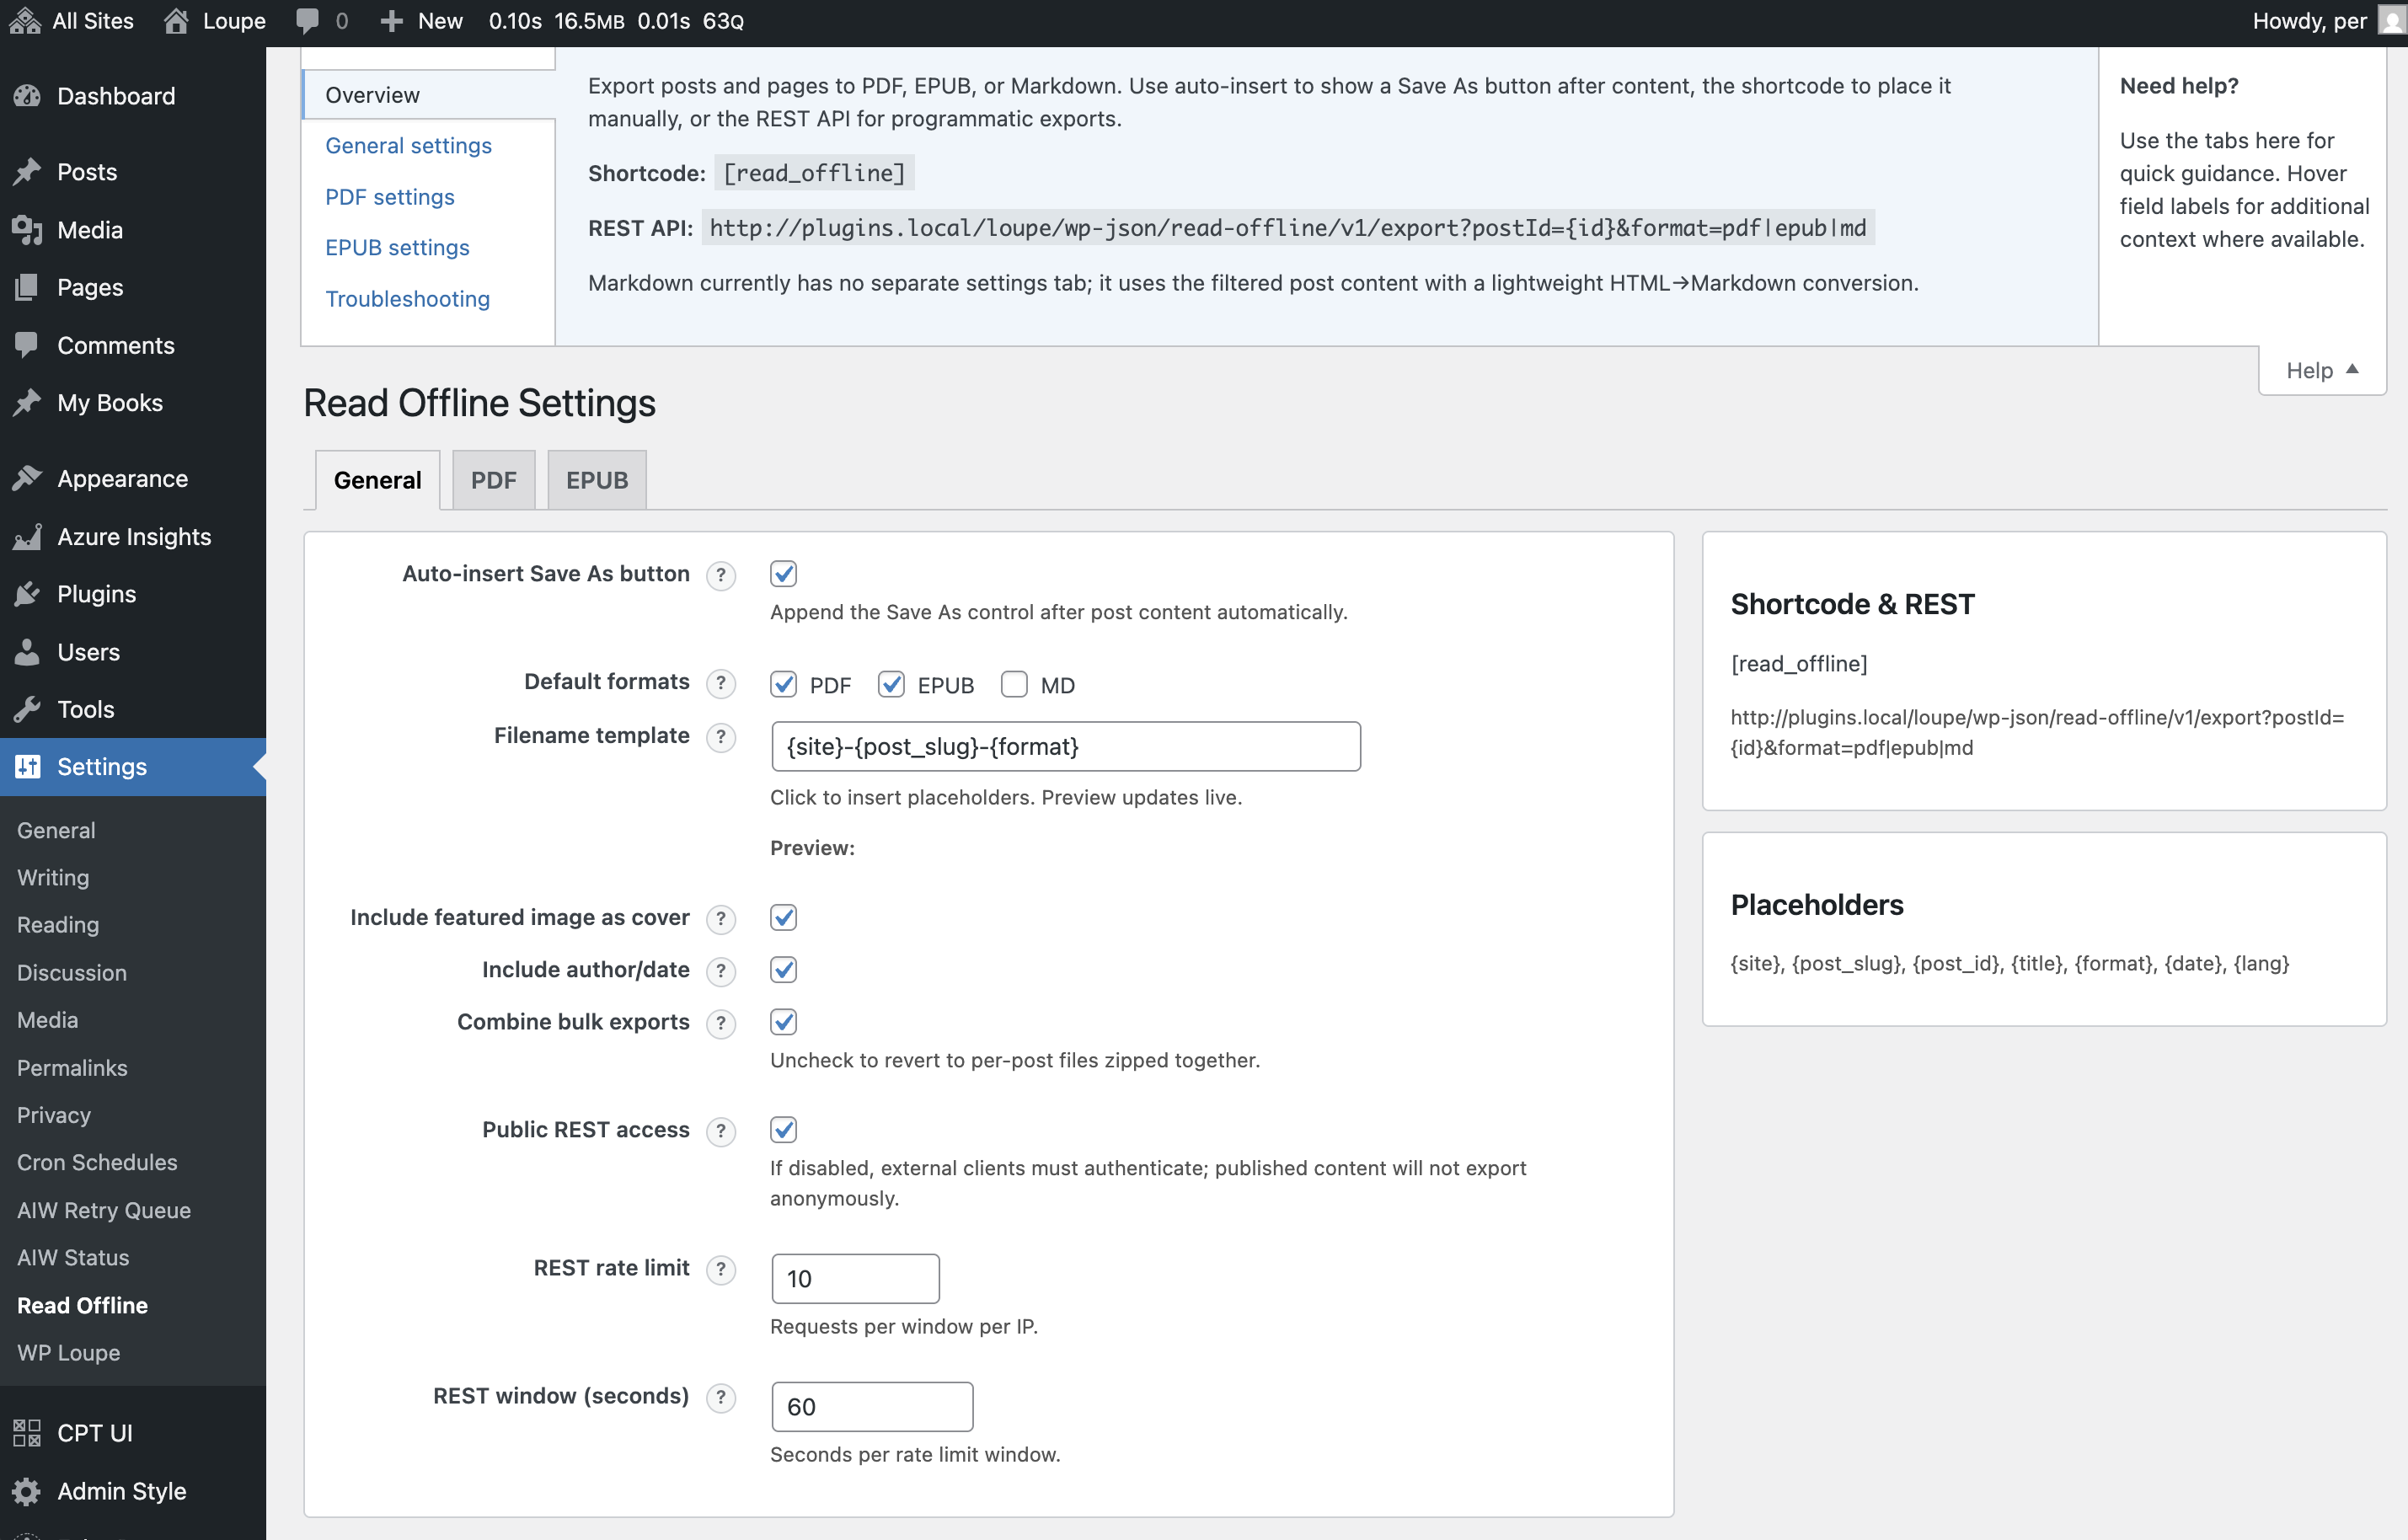 All Sites Loupe 0 New 0.10s 16.5MB 0.01s 63Q Howdy, per
Dashboard
Posts
Media
Pages
Comments
My Books
Appearance
Azure Insights
Plugins
Users
Tools
Settings
General
Writing
Reading
Discussion
Media
Permalinks
Privacy
Cron Schedules
AIW Retry Queue
AIW Status
Read Offline
WP Loupe
CPT UI
Admin Style
Overview
General settings
PDF settings
EPUB settings
Troubleshooting
Export posts and pages to PDF, EPUB, or Markdown. Use auto-insert to show a Save As button after content, the shortcode to place it
manually, or the REST API for programmatic exports.
Shortcode: [read_offline]
REST API: http://plugins.local/loupe/wp-json/read-offline/v1/export?postId={id}&format=pdf|epub|md
Markdown currently has no separate settings tab; it uses the filtered post content with a lightweight HTML→Markdown conversion.
Need help?
Use the tabs here for
quick guidance. Hover
field labels for additional
context where available.
Help ▲
Read Offline Settings
General PDF EPUB
Auto-insert Save As button ?
Append the Save As control after post content automatically.
Default formats ? PDF EPUB MD
Filename template ? {site}-{post_slug}-{format}
Click to insert placeholders. Preview updates live.
Preview:
Include featured image as cover ?
Include author/date ?
Combine bulk exports ?
Uncheck to revert to per-post files zipped together.
Public REST access ?
If disabled, external clients must authenticate; published content will not export
anonymously.
REST rate limit ? 10
Requests per window per IP.
REST window (seconds) ? 60
Seconds per rate limit window.
Shortcode & REST
[read_offline]
http://plugins.local/loupe/wp-json/read-offline/v1/export?postId=
{id}&format=pdf|epub|md
Placeholders
{site}, {post_slug}, {post_id}, {title}, {format}, {date}, {lang}